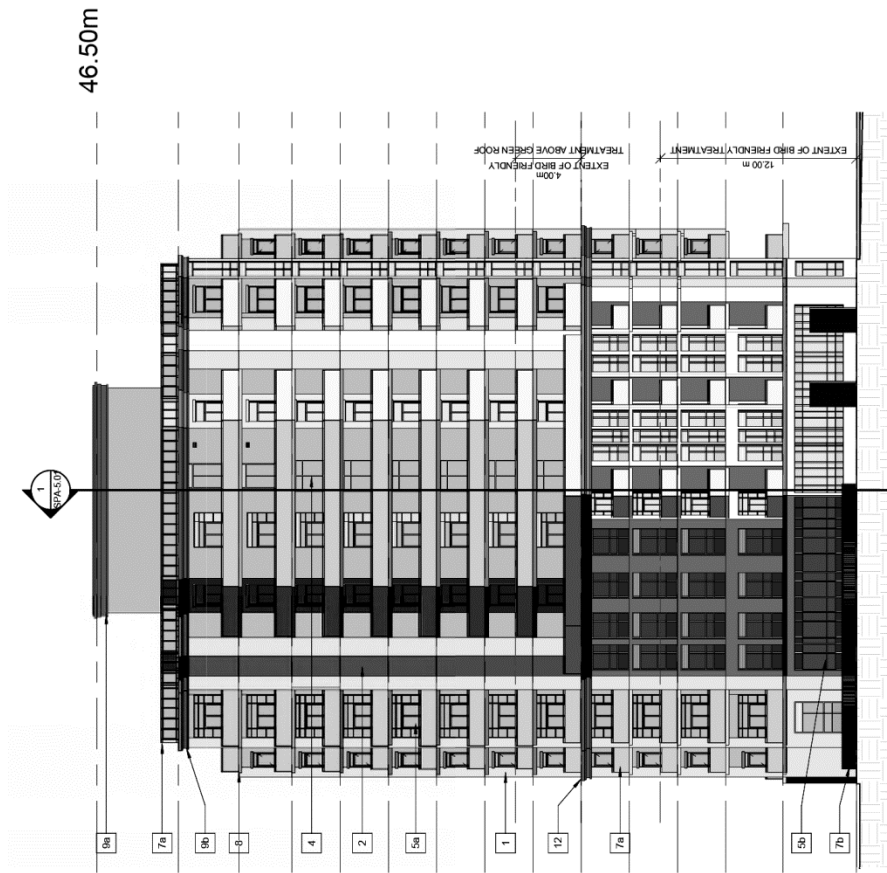 46.50m
1
SPA-5.0
EXTENT OF BIRD FRIENDLY
TREATMENT ABOVE GREEN ROOF
4.00m
EXTENT OF BIRD FRIENDLY TREATMENT
12.00 m
9a
7a
9b
8
4
2
5a
1
12
7a
5b
7b